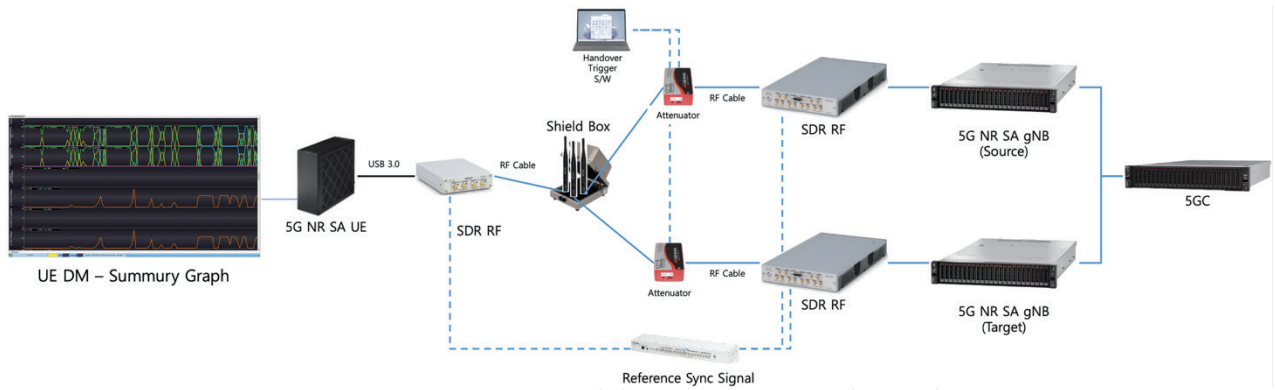 Handover
Trigger
S/W
RF Cable
Attenuator
SDR RF
5G NR SA gNB
(Source)
Shield Box
USB 3.0
RF Cable
5G NR SA UE
SDR RF
5GC
UE DM – Summury Graph
RF Cable
Attenuator
SDR RF
5G NR SA gNB
(Target)
Reference Sync Signal